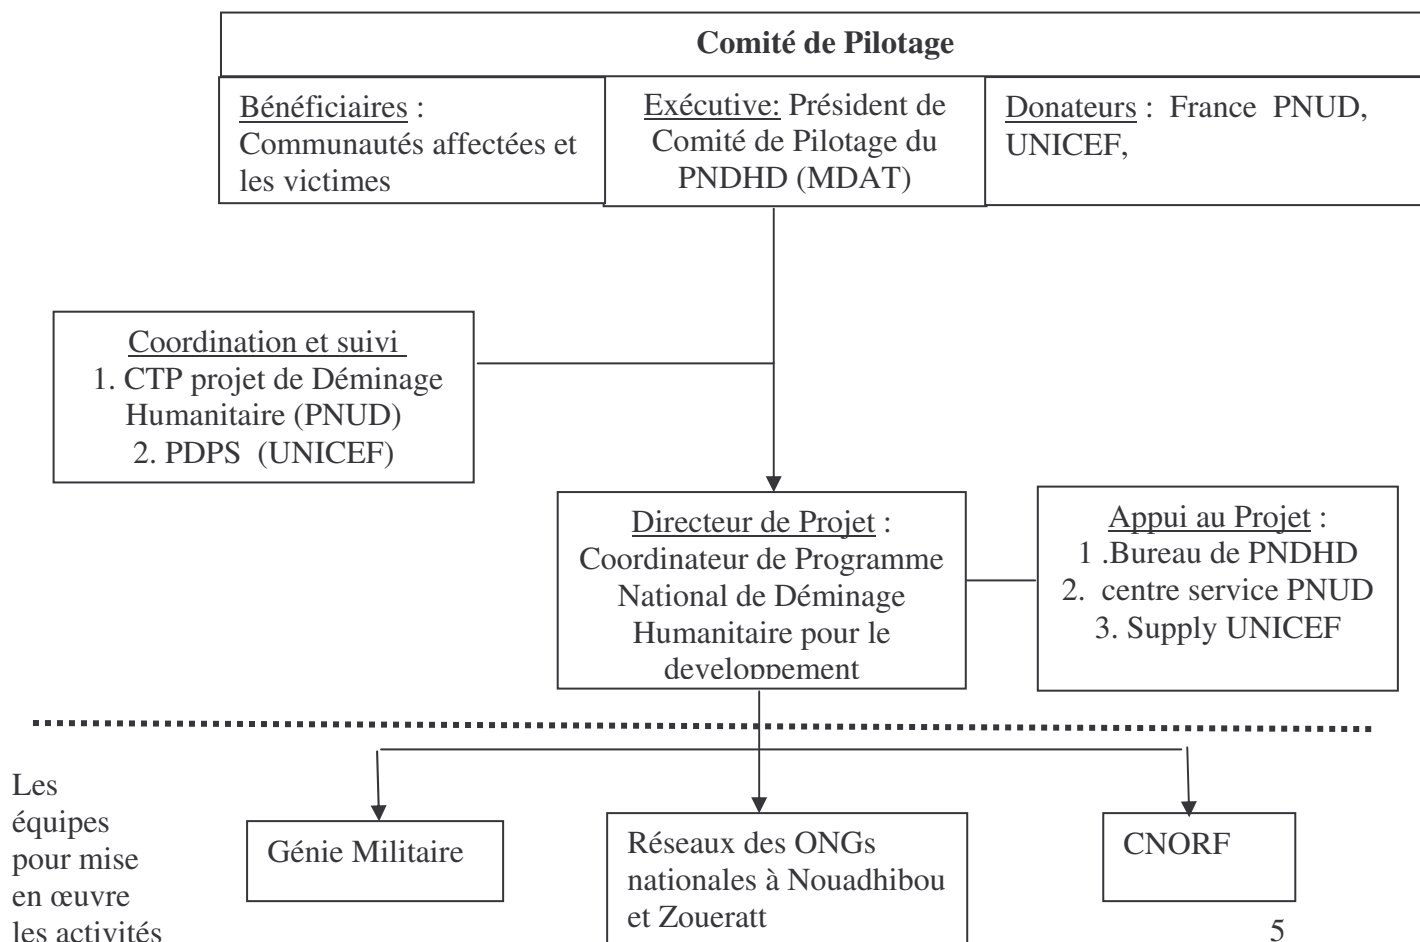 Comité de Pilotage
Bénéficiaires :
Communautés affectées et
les victimes
Exécutive: Président de
Comité de Pilotage du
PNDHD (MDAT)
Donateurs : France PNUD,
UNICEF,
Coordination et suivi
1. CTP projet de Déminage
Humanitaire (PNUD)
2. PDPS (UNICEF)
Directeur de Projet :
Coordinateur de Programme
National de Déminage
Humanitaire pour le
developpement
Appui au Projet :
1 .Bureau de PNDHD
2. centre service PNUD
3. Supply UNICEF
Les
équipes
pour mise
en œuvre
les activités
Génie Militaire
Réseaux des ONGs
nationales à Nouadhibou
et Zoueratt
CNORF
5